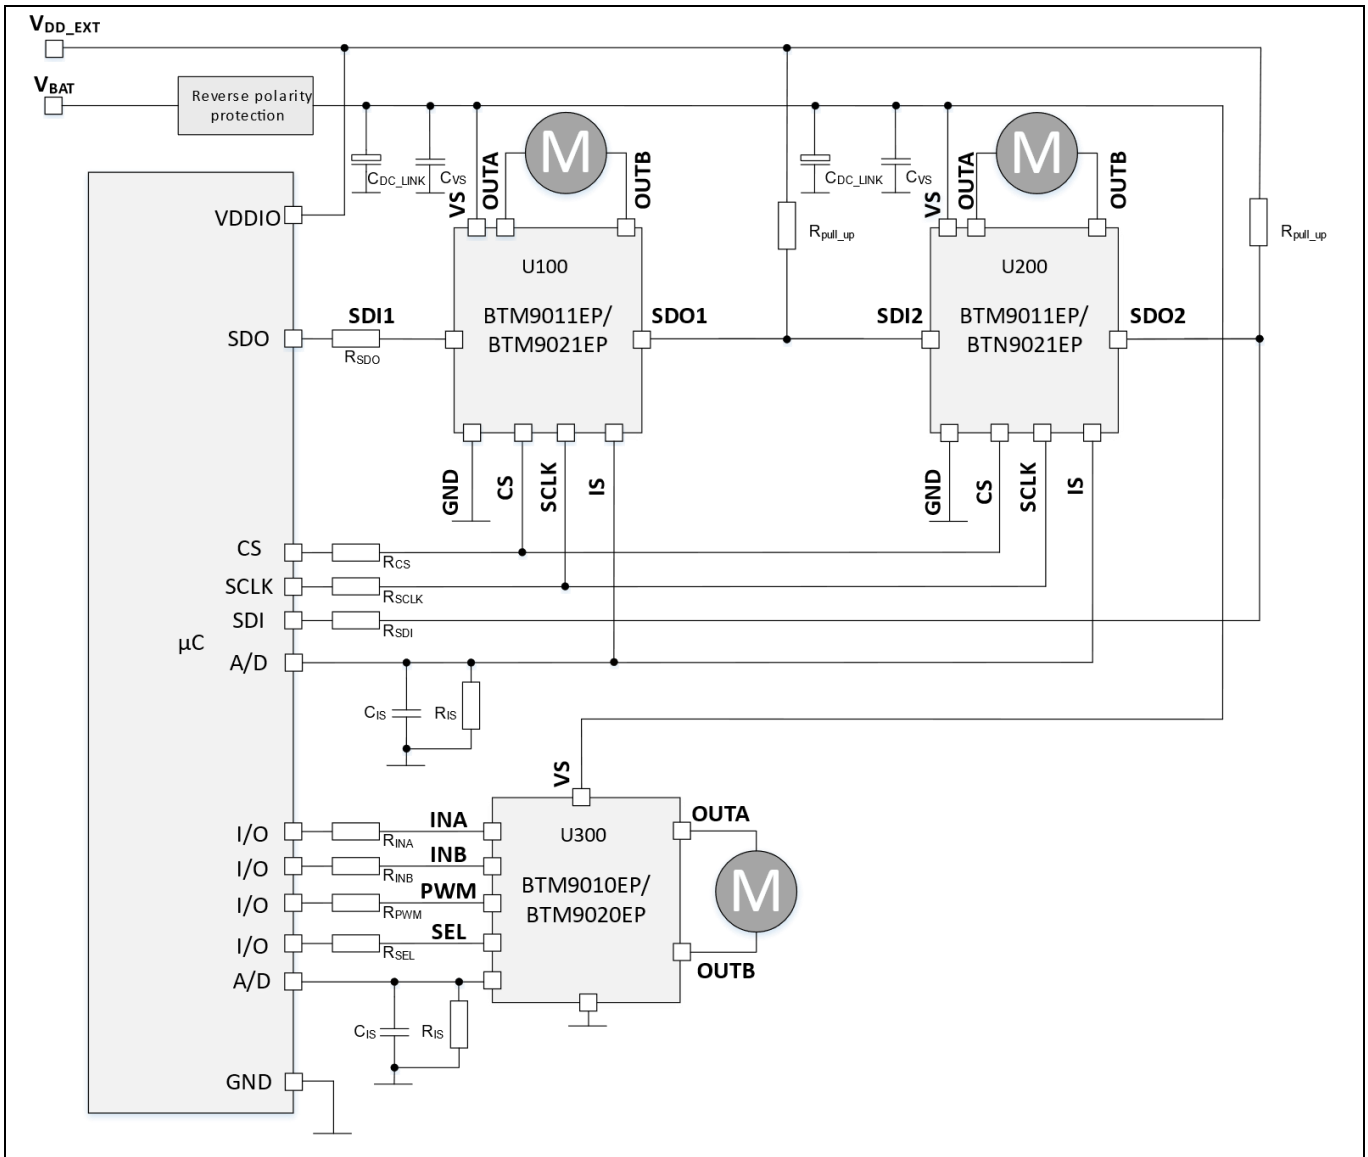 VDD_EXT
VBAT
Reverse polarity
protection
CDC_LINK
CVS
VS
OUTA
M
OUTB
CDC_LINK
CVS
VS
OUTA
M
OUTB
VDDIO
Rpull_up
Rpull_up
U100
BTM9011EP/
BTM9021EP
U200
BTM9011EP/
BTN9021EP
SDO
SDI1
RSDO
SDO1
SDI2
SDO2
GND
CS
SCLK
IS
GND
CS
SCLK
IS
CS
RCS
SCLK
RSCLK
SDI
RSDI
µC
A/D
CIS
RIS
VS
I/O
RINA
INA
I/O
RINB
INB
I/O
RPWM
PWM
I/O
RSEL
SEL
A/D
U300
BTM9010EP/
BTM9020EP
OUTA
M
OUTB
CIS
RIS
GND